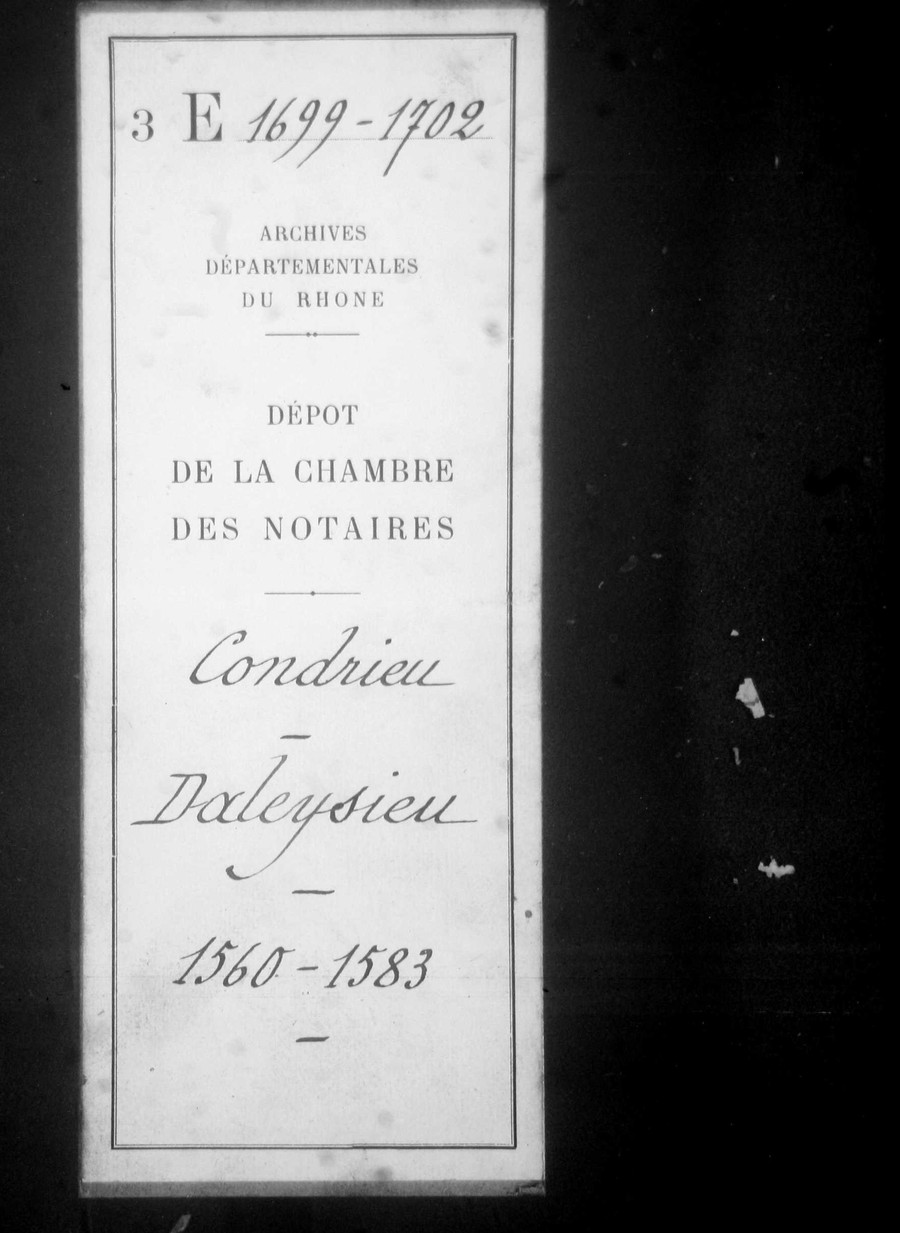 3 E 1699 - 1702
ARCHIVES
DÉPARTEMENTALES
DU RHONE
DÉPOT
DE LA CHAMBRE
DES NOTAIRES
Condrieu
-
Daleysieu
-
1560 - 1583
-